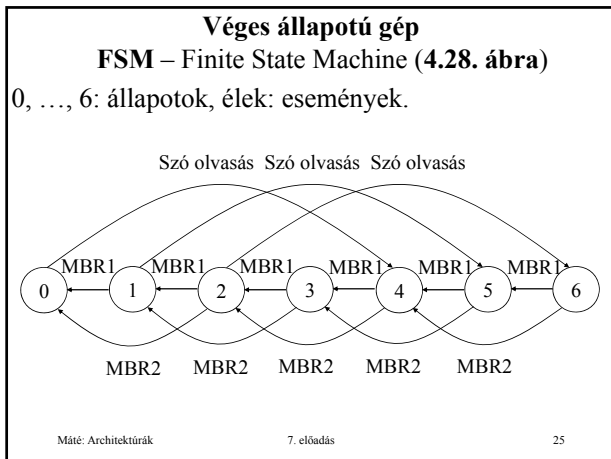 Véges állapotú gép
FSM – Finite State Machine (4.28. ábra)
0, …, 6: állapotok, élek: események.
Szó olvasás Szó olvasás Szó olvasás
MBR1 MBR1 MBR1 MBR1 MBR1 MBR1
0 1 2 3 4 5 6
MBR2 MBR2 MBR2 MBR2 MBR2
Máté: Architektúrák 7. előadás 25